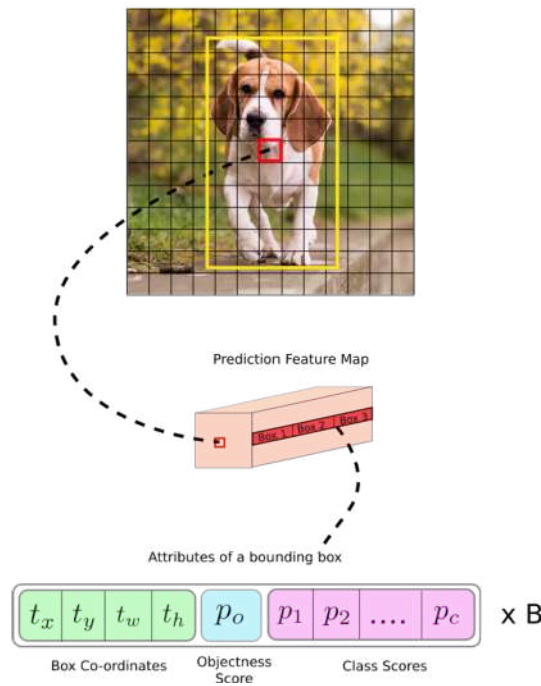 Prediction Feature Map
Box 1 Box 2 Box 3
Attributes of a bounding box
t_x t_y t_w t_h p_o p_1 p_2 .... p_c x B
Box Co-ordinates Objectness Score Class Scores